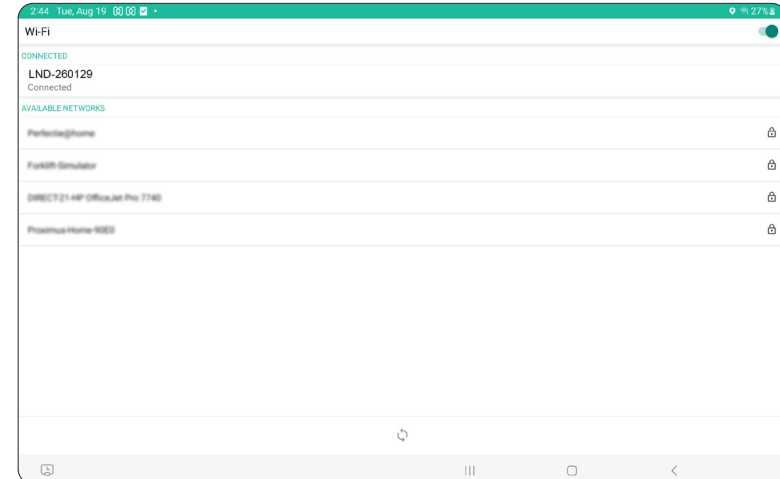 2:44 Tue, Aug 19 27%
Wi-Fi
CONNECTED
LND-260129
Connected
AVAILABLE NETWORKS
Perfectie@home
Forklift-Simulator
DIRECT-21-HP OfficeJet Pro 7740
Proximus-Home-90E0